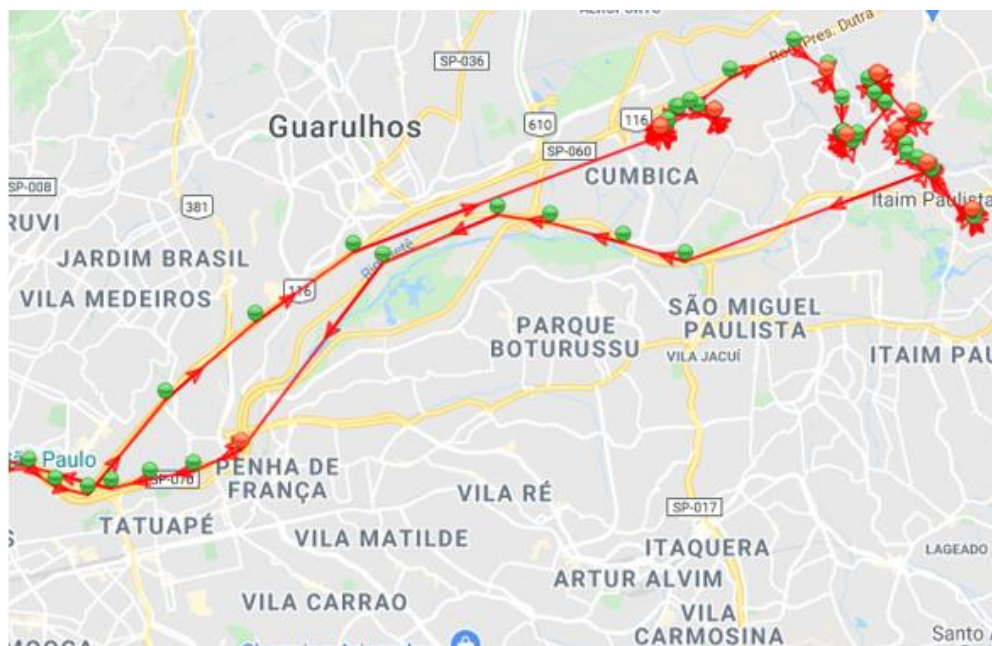 Rod. Pres. Dutra
SP-036
Guarulhos
610
116
SP-060
CUMBICA
SP-008
381
Itaim Paulista
RUVI
JARDIM BRASIL
116
VILA MEDEIROS
SÃO MIGUEL
PAULISTA
PARQUE
BOTURUSSU
VILA JACUÍ
ITAIM PAU
Paulo
SP-070
PENHA DE
FRANÇA
VILA RÉ
SP-017
TATUAPÉ
VILA MATILDE
ITAQUERA
LAGEADO
ARTUR ALVIM
VILA CARRAO
VILA
CARMOSINA
Santo